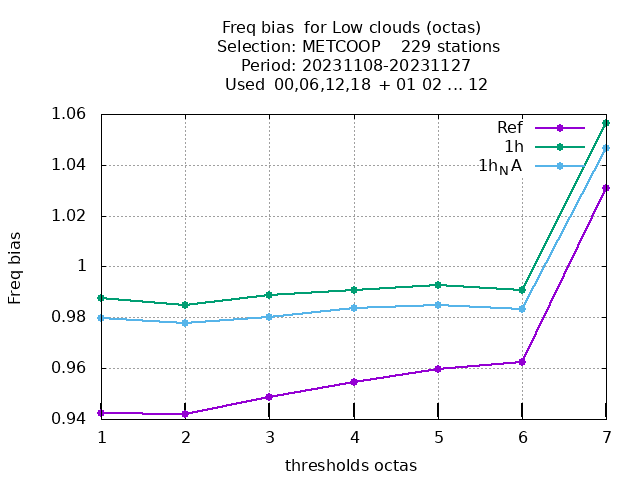 Freq bias  for Low clouds (octas)
Selection: METCOOP    229 stations
Period: 20231108-20231127
Used  00,06,12,18 + 01 02 ... 12
1.06
1.04
1.02
1
0.98
0.96
0.94
Freq bias
Ref
1h
1h_NA
1 2 3 4 5 6 7
thresholds octas